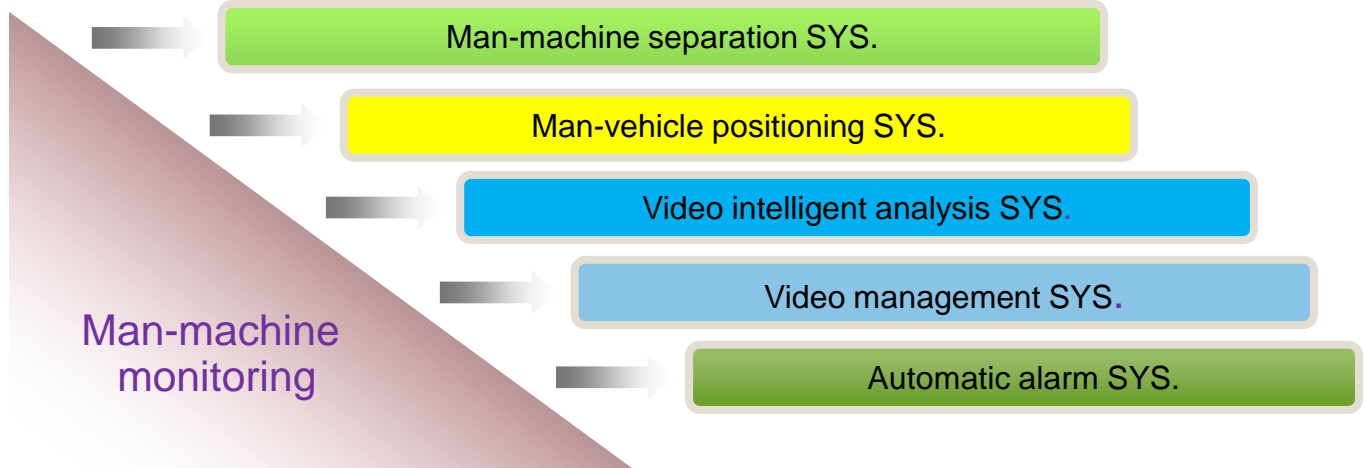 Man-machine separation SYS.
Man-vehicle positioning SYS.
Video intelligent analysis SYS.
Video management SYS.
Automatic alarm SYS.
Man-machine
monitoring